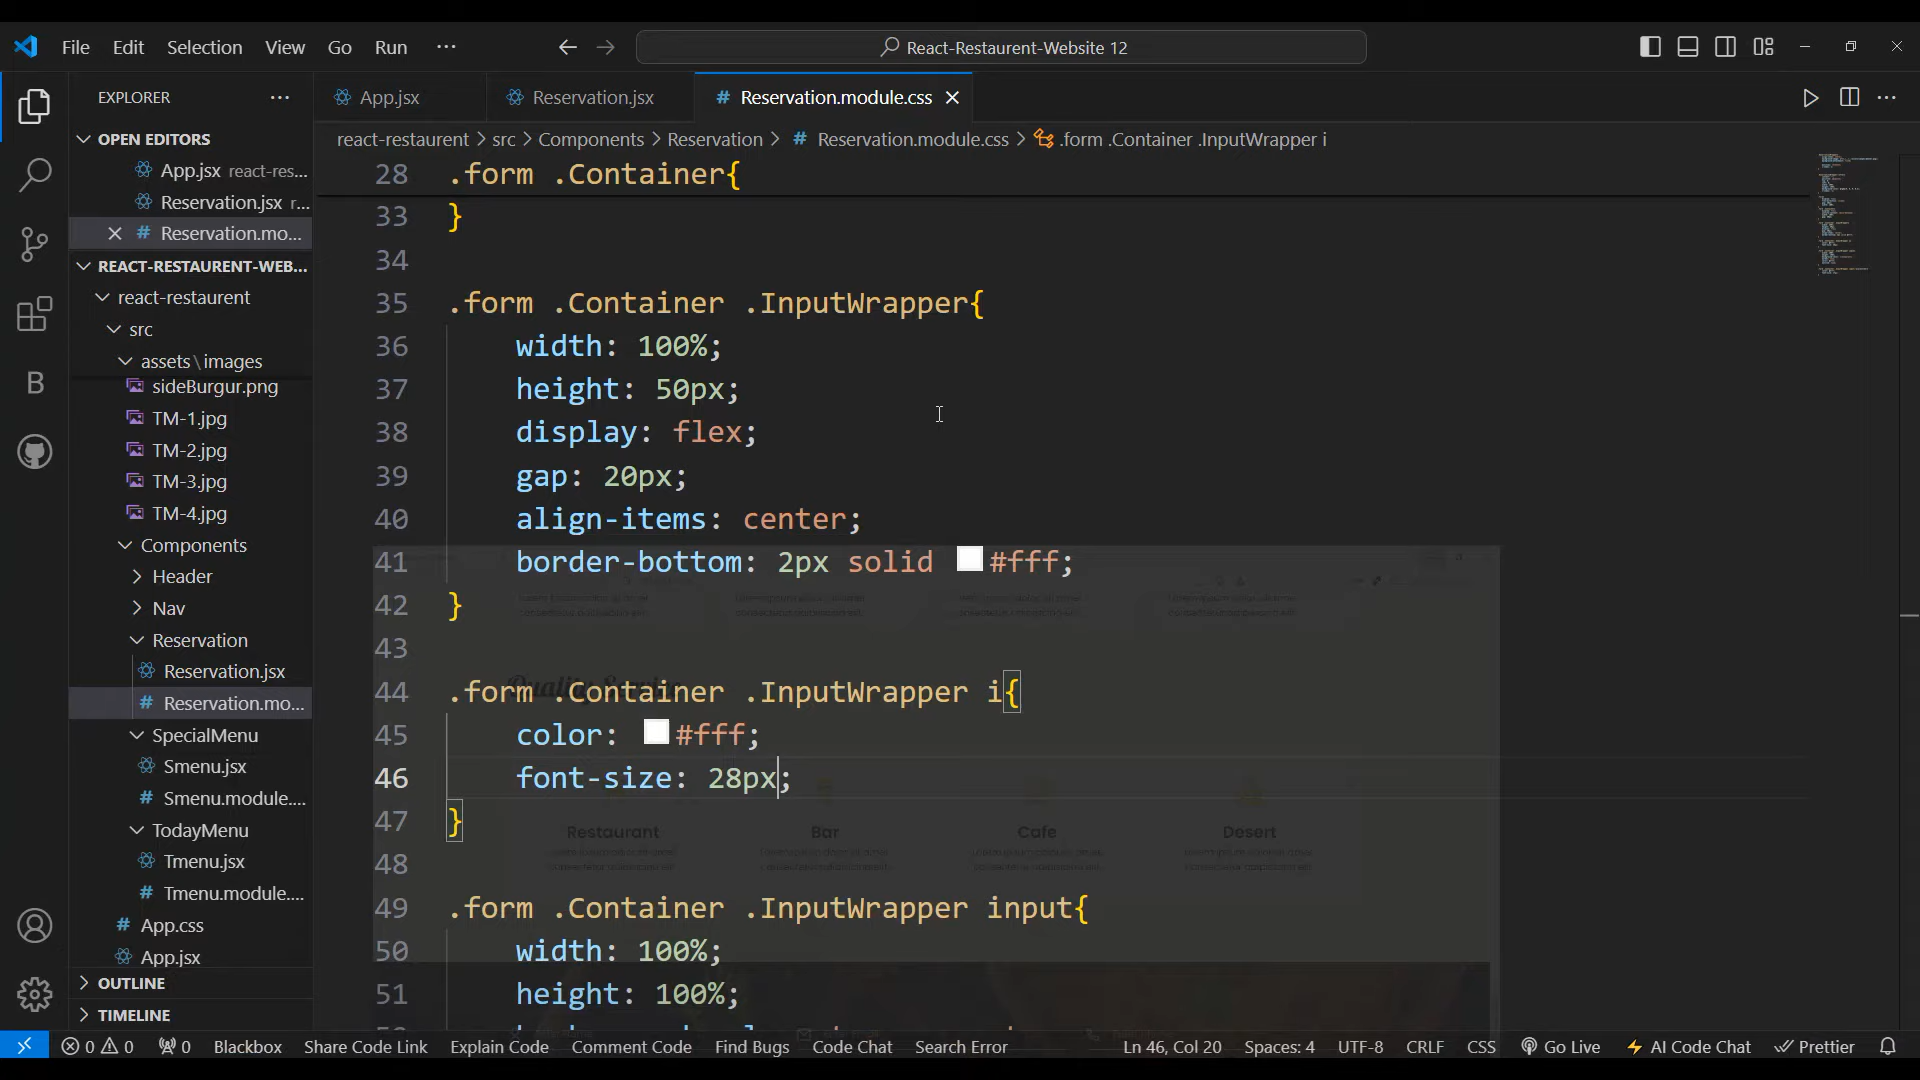 File Edit Selection View Go Run ··· React-Restaurent-Website 12
EXPLORER ···
App.jsx Reservation.jsx # Reservation.module.css
OPEN EDITORS
App.jsx react-res...
Reservation.jsx r...
# Reservation.mo...
REACT-RESTAURENT-WEB...
react-restaurent
src
assets\images
sideBurgur.png
TM-1.jpg
TM-2.jpg
TM-3.jpg
TM-4.jpg
Components
Header
Nav
Reservation
Reservation.jsx
# Reservation.mo...
SpecialMenu
Smenu.jsx
# Smenu.module....
TodayMenu
Tmenu.jsx
# Tmenu.module....
# App.css
App.jsx
OUTLINE
TIMELINE
react-restaurent > src > Components > Reservation > # Reservation.module.css > .form .Container .InputWrapper i
28 .form .Container{
33 }
34
35 .form .Container .InputWrapper{
36 width: 100%;
37 height: 50px;
38 display: flex;
39 gap: 20px;
40 align-items: center;
41 border-bottom: 2px solid #fff;
42 }
43
Quality Service
44 .form .Container .InputWrapper i{
45 color: #fff;
46 font-size: 28px;
47 }
Restaurant Bar Cafe Desert
48
49 .form .Container .InputWrapper input{
50 width: 100%;
51 height: 100%;
0 0 0 Blackbox Share Code Link Explain Code Comment Code Find Bugs Code Chat Search Error Ln 46, Col 20 Spaces: 4 UTF-8 CRLF CSS Go Live AI Code Chat Prettier